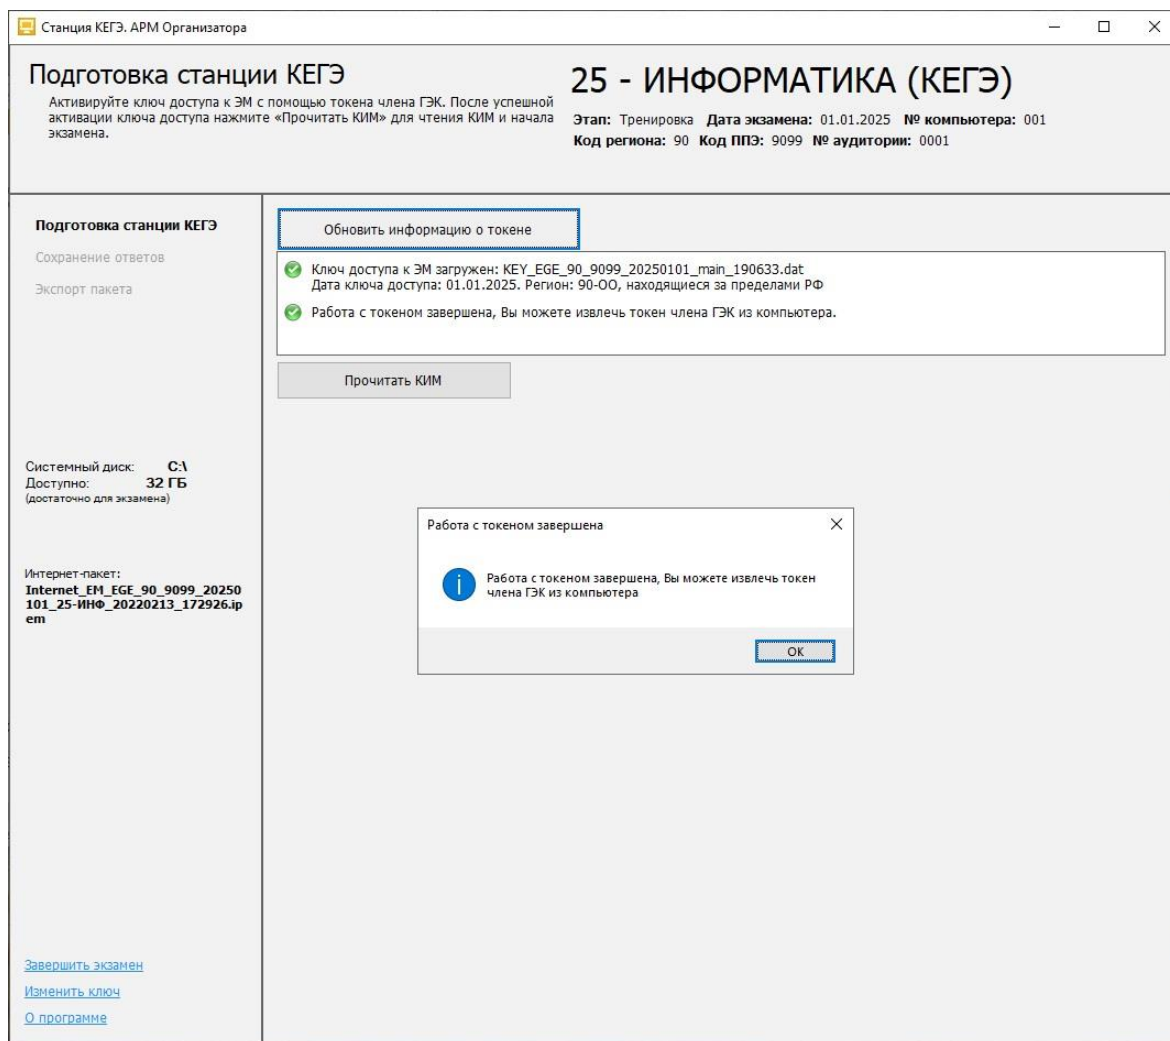 Станция КЕГЭ. АРМ Организатора
Подготовка станции КЕГЭ
Активируйте ключ доступа к ЭМ с помощью токена члена ГЭК. После успешной
активации ключа доступа нажмите «Прочитать КИМ» для чтения КИМ и начала
экзамена.
25 - ИНФОРМАТИКА (КЕГЭ)
Этап: Тренировка Дата экзамена: 01.01.2025 № компьютера: 001
Код региона: 90 Код ППЭ: 9099 № аудитории: 0001
Подготовка станции КЕГЭ
Сохранение ответов
Экспорт пакета
Системный диск: C:\
Доступно: 32 ГБ
(достаточно для экзамена)
Интернет-пакет:
Internet_EM_EGE_90_9099_20250
101_25-ИНФ_20220213_172926.ip
em
Завершить экзамен
Изменить ключ
О программе
Обновить информацию о токене
Ключ доступа к ЭМ загружен: KEY_EGE_90_9099_20250101_main_190633.dat
Дата ключа доступа: 01.01.2025. Регион: 90-ОО, находящиеся за пределами РФ
Работа с токеном завершена, Вы можете извлечь токен члена ГЭК из компьютера.
Прочитать КИМ
Работа с токеном завершена
Работа с токеном завершена, Вы можете извлечь токен
члена ГЭК из компьютера
ОК